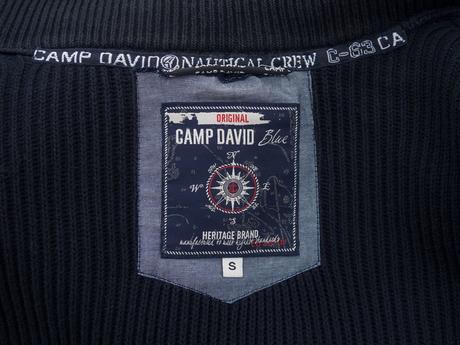 CAMP DAVID NAUTICAL CREW C-63 CA
ORIGINAL
CAMP DAVID Blue
N
W E
S
HERITAGE BRAND
S